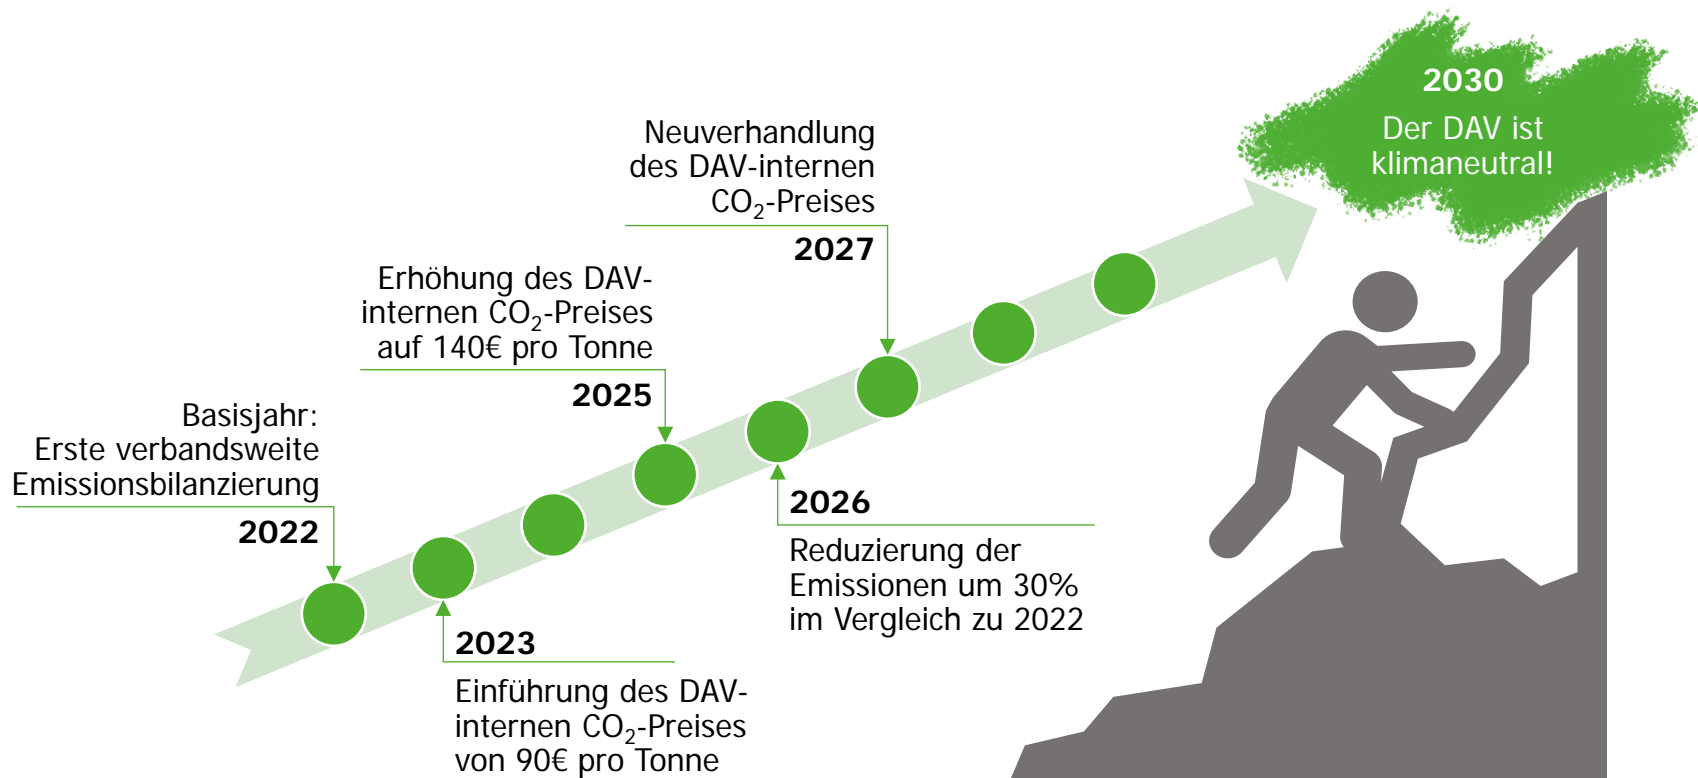 Basisjahr:
Erste verbandsweite
Emissionsbilanzierung
2022
2023
Einführung des DAV-
internen CO₂-Preises
von 90€ pro Tonne
Erhöhung des DAV-
internen CO₂-Preises
auf 140€ pro Tonne
2025
2026
Reduzierung der
Emissionen um 30%
im Vergleich zu 2022
Neuverhandlung
des DAV-internen
CO₂-Preises
2027
2030
Der DAV ist
klimaneutral!